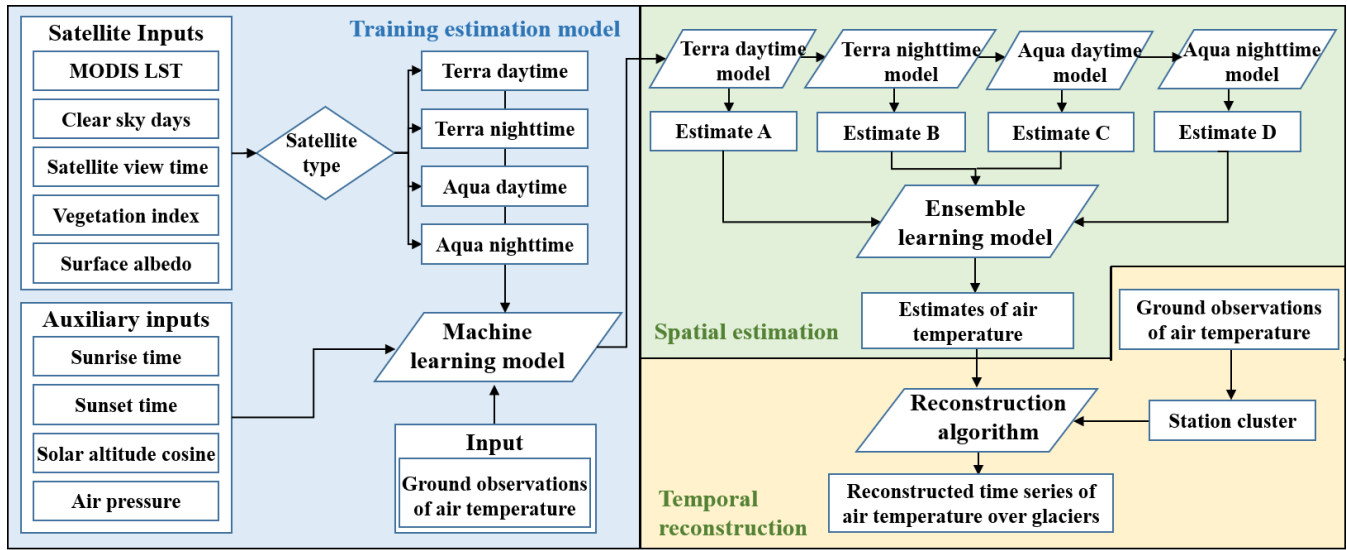 Satellite Inputs
MODIS LST
Clear sky days
Satellite view time
Vegetation index
Surface albedo
Auxiliary inputs
Sunrise time
Sunset time
Solar altitude cosine
Air pressure
Training estimation model
Satellite
type
Terra daytime
Terra nighttime
Aqua daytime
Aqua nighttime
Machine
learning model
Input
Ground observations
of air temperature
Terra daytime
model
Terra nighttime
model
Aqua daytime
model
Aqua nighttime
model
Estimate A
Estimate B
Estimate C
Estimate D
Ensemble
learning model
Estimates of air
temperature
Spatial estimation
Ground observations
of air temperature
Station cluster
Reconstruction
algorithm
Reconstructed time series of
air temperature over glaciers
Temporal
reconstruction